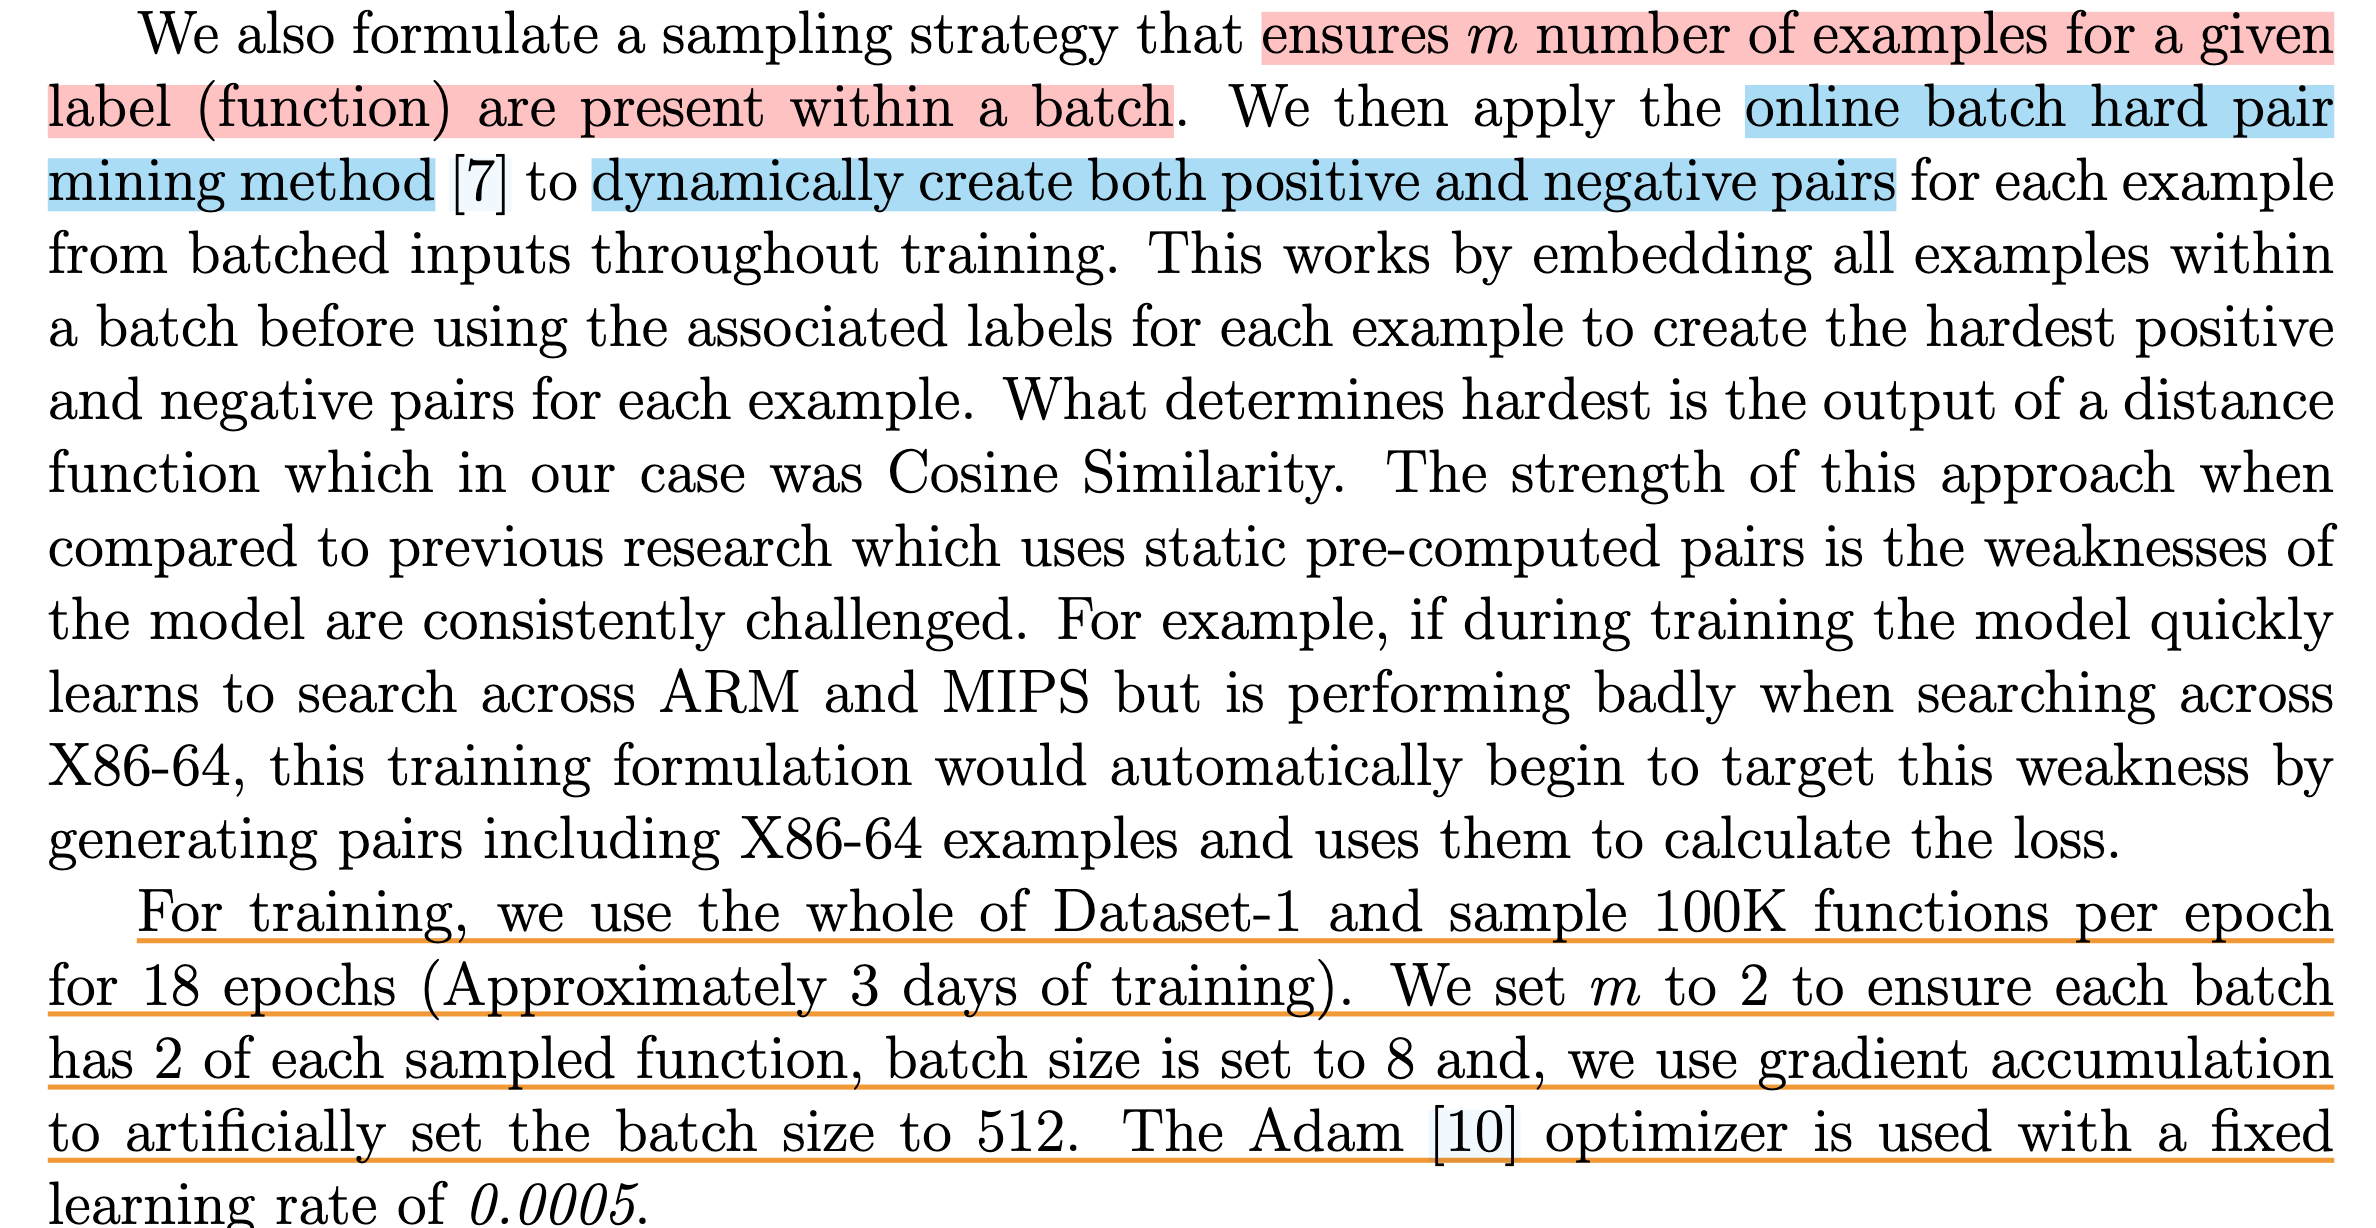 We also formulate a sampling strategy that ensures m number of examples for a given
label (function) are present within a batch. We then apply the online batch hard pair
mining method [7] to dynamically create both positive and negative pairs for each example
from batched inputs throughout training. This works by embedding all examples within
a batch before using the associated labels for each example to create the hardest positive
and negative pairs for each example. What determines hardest is the output of a distance
function which in our case was Cosine Similarity. The strength of this approach when
compared to previous research which uses static pre-computed pairs is the weaknesses of
the model are consistently challenged. For example, if during training the model quickly
learns to search across ARM and MIPS but is performing badly when searching across
X86-64, this training formulation would automatically begin to target this weakness by
generating pairs including X86-64 examples and uses them to calculate the loss.
For training, we use the whole of Dataset-1 and sample 100K functions per epoch
for 18 epochs (Approximately 3 days of training). We set m to 2 to ensure each batch
has 2 of each sampled function, batch size is set to 8 and, we use gradient accumulation
to artificially set the batch size to 512. The Adam [10] optimizer is used with a fixed
learning rate of 0.0005.